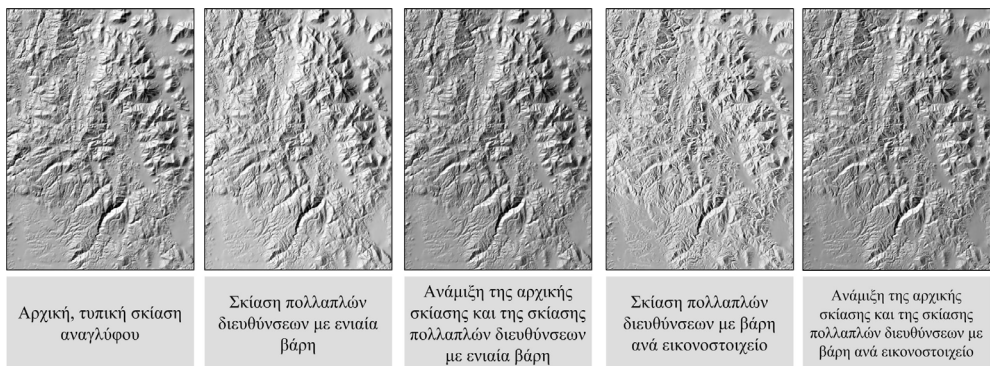 Αρχική, τυπική σκίαση
αναγλύφου
Σκίαση πολλαπλών
διευθύνσεων με ενιαία
βάρη
Ανάμιξη της αρχικής
σκίασης και της σκίασης
πολλαπλών διευθύνσεων
με ενιαία βάρη
Σκίαση πολλαπλών
διευθύνσεων με βάρη
ανά εικονοστοιχείο
Ανάμιξη της αρχικής
σκίασης και της σκίασης
πολλαπλών διευθύνσεων με
βάρη ανά εικονοστοιχείο